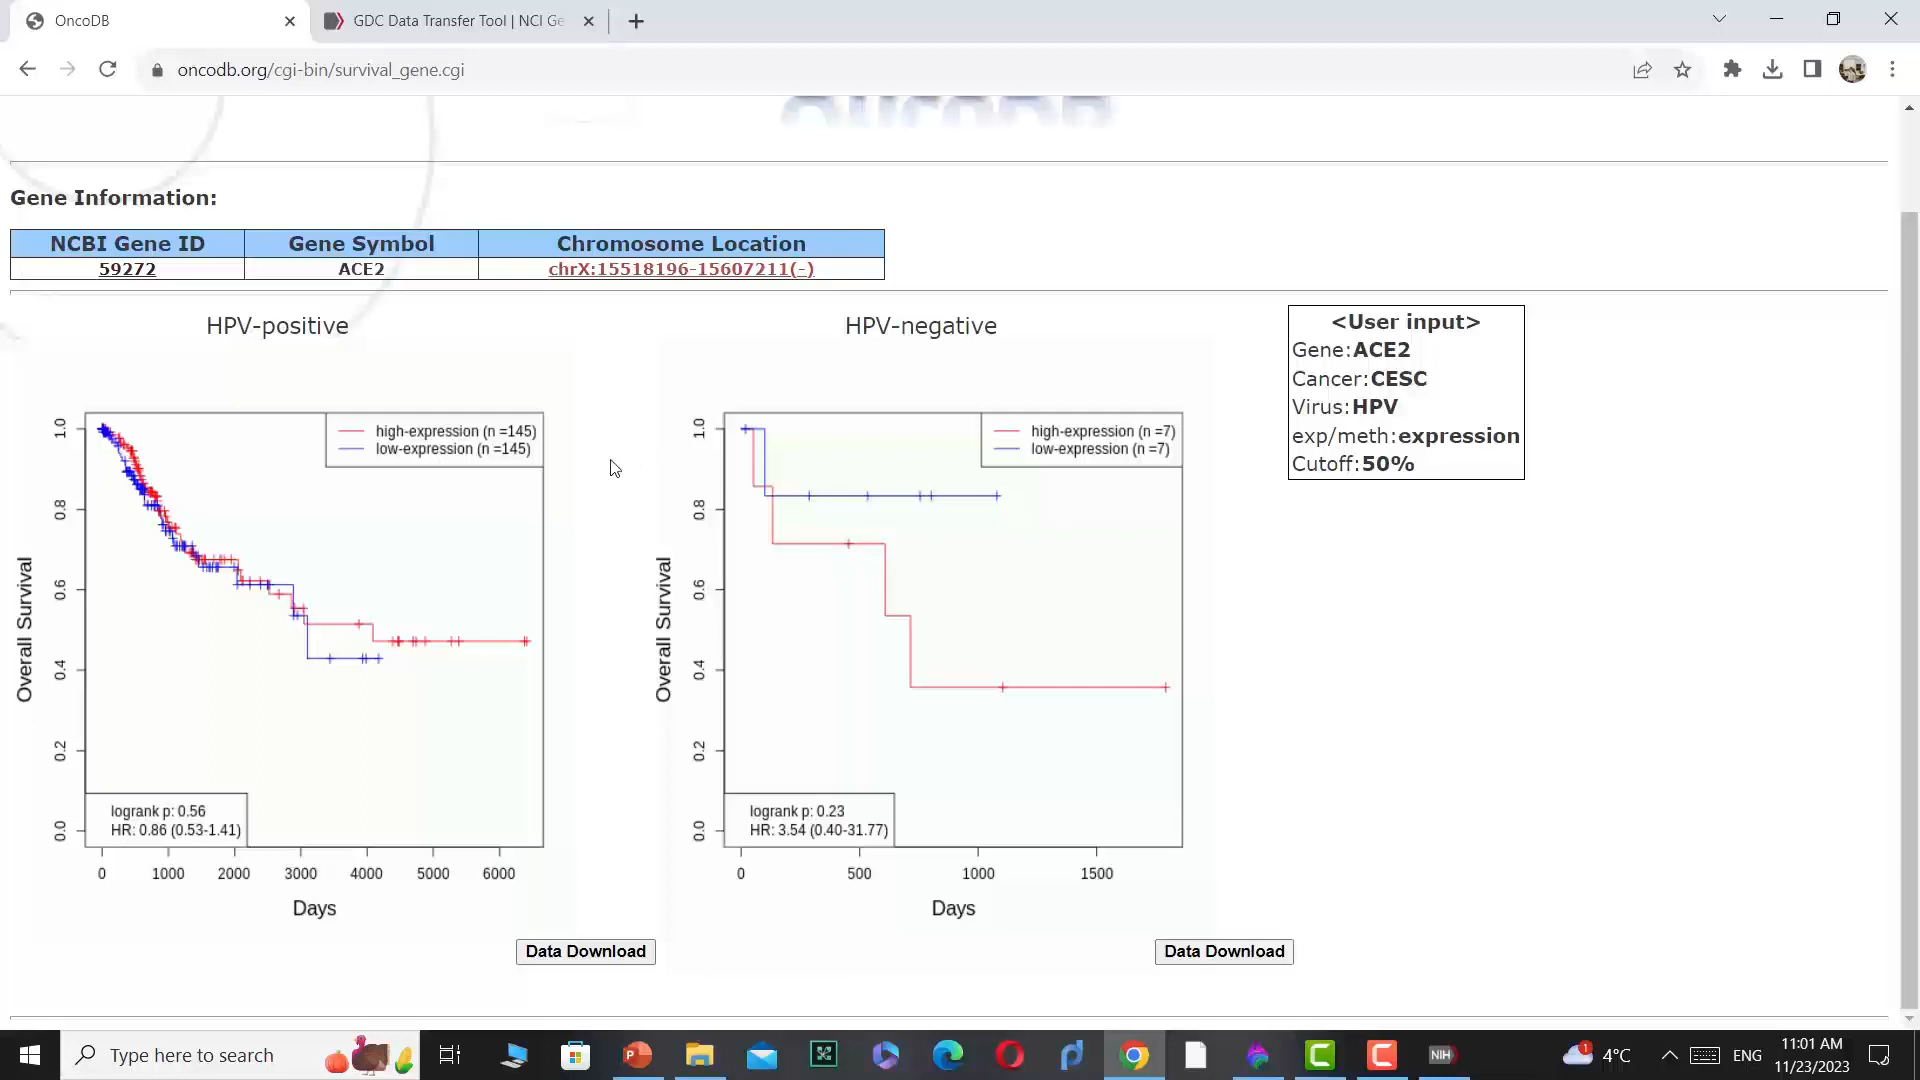 OncoDB
GDC Data Transfer Tool | NCI Ge
oncodb.org/cgi-bin/survival_gene.cgi
Gene Information:
NCBI Gene ID Gene Symbol Chromosome Location
59272 ACE2 chrX:15518196-15607211(-)
HPV-positive
high-expression (n =145)
low-expression (n =145)
1.0
0.8
0.6
0.4
0.2
0.0
Overall Survival
logrank p: 0.56
HR: 0.86 (0.53-1.41)
0 1000 2000 3000 4000 5000 6000
Days
Data Download
HPV-negative
high-expression (n =7)
low-expression (n =7)
1.0
0.8
0.6
0.4
0.2
0.0
Overall Survival
logrank p: 0.23
HR: 3.54 (0.40-31.77)
0 500 1000 1500
Days
Data Download
<User input>
Gene:ACE2
Cancer:CESC
Virus:HPV
exp/meth:expression
Cutoff:50%
Type here to search
NIH
1
4°C
ENG
11:01 AM
11/23/2023